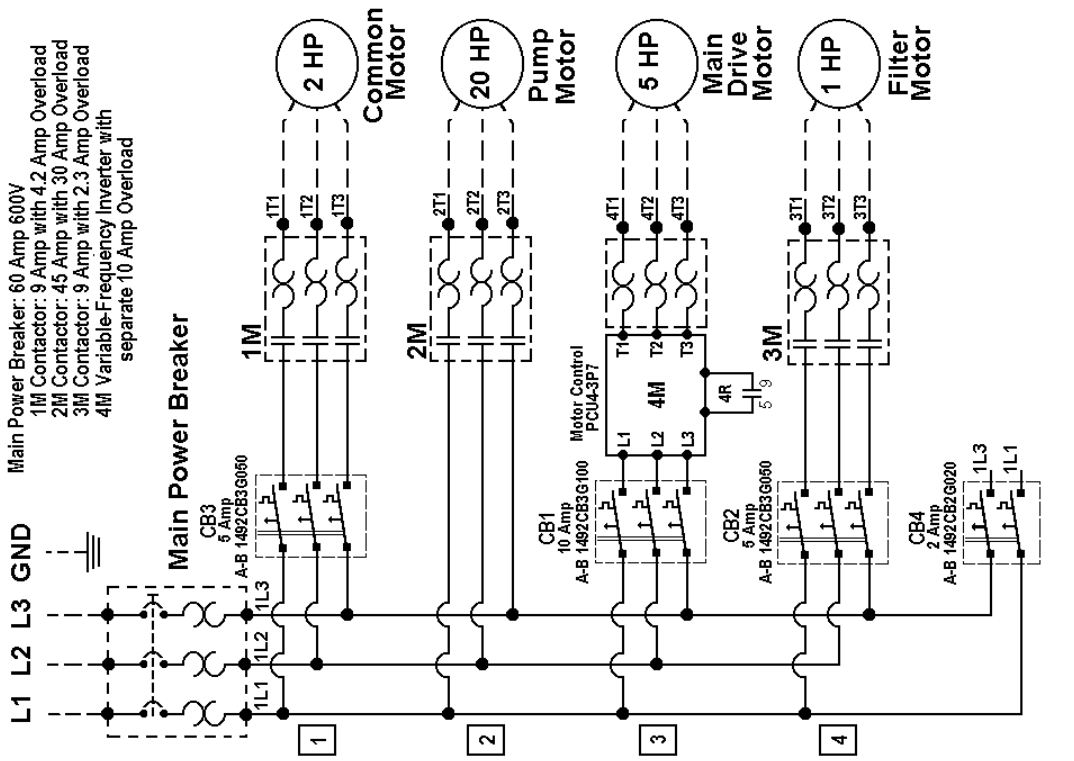 Main Power Breaker: 60 Amp 600V
1M Contactor: 9 Amp with 4.2 Amp Overload
2M Contactor: 45 Amp with 30 Amp Overload
3M Contactor: 9 Amp with 2.3 Amp Overload
4M Variable-Frequency Inverter with
separate 10 Amp Overload
L1
L2
L3
GND
Main Power Breaker
1L1
1L2
1L3
1
CB3
5 Amp
A-B 1492CB3G050
1M
1T1
1T2
1T3
2 HP
Common
Motor
2
2M
2T1
2T2
2T3
20 HP
Pump
Motor
3
CB1
10 Amp
A-B 1492CB3G100
Motor Control
PCU4-3P7
L1
L2
L3
4M
T1
T2
T3
4R
5
9
4T1
4T2
4T3
5 HP
Main
Drive
Motor
4
CB2
5 Amp
A-B 1492CB3G050
3M
3T1
3T2
3T3
1 HP
Filter
Motor
CB4
2 Amp
A-B 1492CB2G020
1L3
1L1